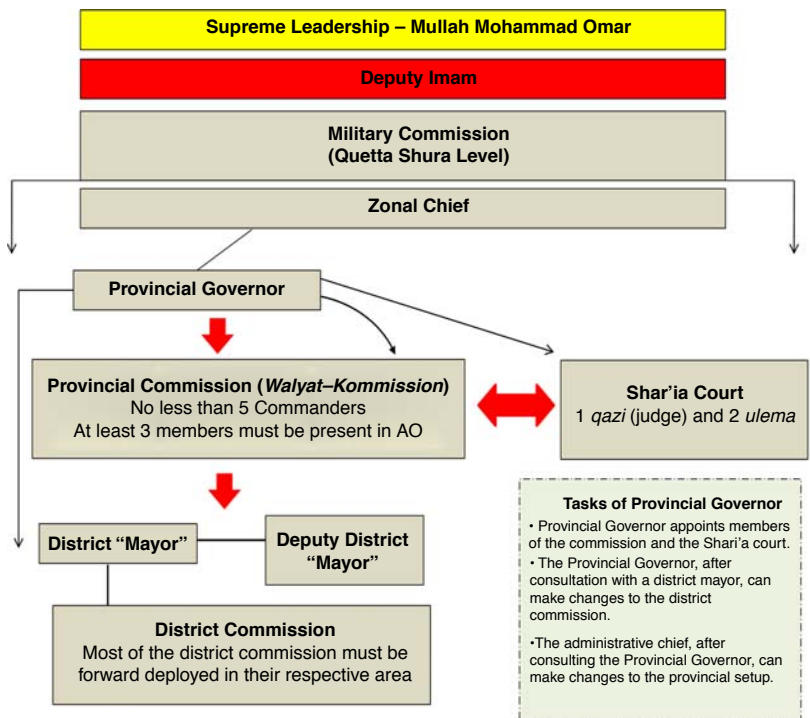 Supreme Leadership – Mullah Mohammad Omar
Deputy Imam
Military Commission
(Quetta Shura Level)
Zonal Chief
Provincial Governor
Provincial Commission (Walyat–Kommission)
No less than 5 Commanders
At least 3 members must be present in AO
Shar’ia Court
1 qazi (judge) and 2 ulema
District “Mayor”
Deputy District
“Mayor”
District Commission
Most of the district commission must be
forward deployed in their respective area
Tasks of Provincial Governor
• Provincial Governor appoints members
of the commission and the Shari’a court.
• The Provincial Governor, after
consultation with a district mayor, can
make changes to the district
commission.
•The administrative chief, after
consulting the Provincial Governor, can
make changes to the provincial setup.